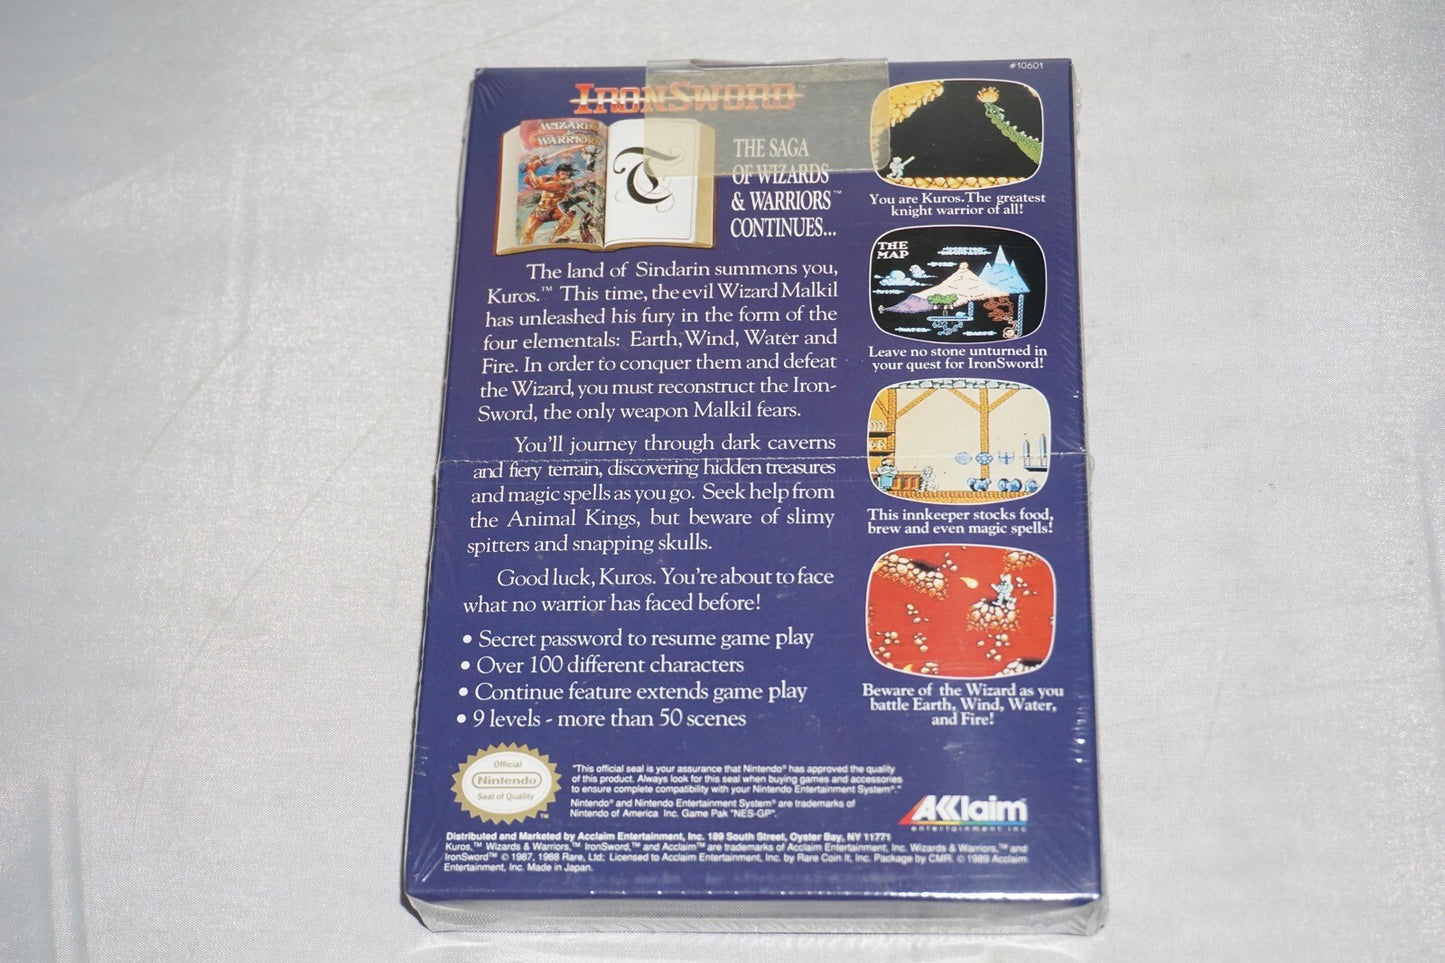 #10601
IRONSWORD™
WIZARDS
&
WARRIORS
T
THE SAGA
OF WIZARDS
& WARRIORS™
CONTINUES...
The land of Sindarin summons you,
Kuros.™ This time, the evil Wizard Malkil
has unleashed his fury in the form of the
four elementals: Earth, Wind, Water and
Fire. In order to conquer them and defeat
the Wizard, you must reconstruct the Iron-
Sword, the only weapon Malkil fears.
You'll journey through dark caverns
and fiery terrain, discovering hidden treasures
and magic spells as you go. Seek help from
the Animal Kings, but beware of slimy
spitters and snapping skulls.
Good luck, Kuros. You're about to face
what no warrior has faced before!
• Secret password to resume game play
• Over 100 different characters
• Continue feature extends game play
• 9 levels - more than 50 scenes
You are Kuros. The greatest
knight warrior of all!
THE
MAP
Leave no stone unturned in
your quest for IronSword!
This innkeeper stocks food,
brew and even magic spells!
Beware of the Wizard as you
battle Earth, Wind, Water,
and Fire!
Official
Nintendo
Seal of Quality
™
"This official seal is your assurance that Nintendo® has approved the quality
of this product. Always look for this seal when buying games and accessories
to ensure complete compatibility with your Nintendo Entertainment System®."
Nintendo® and Nintendo Entertainment System® are trademarks of
Nintendo of America Inc. Game Pak "NES-GP".
AKKlaim
entertainment inc.
Distributed and Marketed by Acclaim Entertainment, Inc. 189 South Street, Oyster Bay, NY 11771
Kuros,™ Wizards & Warriors,™ IronSword,™ and Acclaim™ are trademarks of Acclaim Entertainment, Inc. Wizards & Warriors,™ and
IronSword™ © 1987, 1988 Rare, Ltd; Licensed to Acclaim Entertainment, Inc. by Rare Coin It, Inc. Package by CMR. © 1989 Acclaim
Entertainment, Inc. Made in Japan.